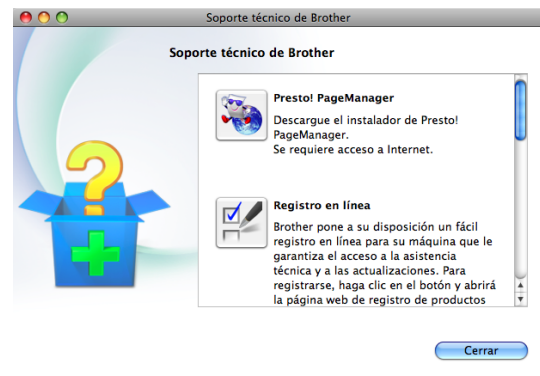 Soporte técnico de Brother
Soporte técnico de Brother
Presto! PageManager
Descargue el instalador de Presto!
PageManager.
Se requiere acceso a Internet.
Registro en línea
Brother pone a su disposición un fácil
registro en línea para su máquina que le
garantiza el acceso a la asistencia
técnica y a las actualizaciones. Para
registrarse, haga clic en el botón y abrirá
la página web de registro de productos
Cerrar